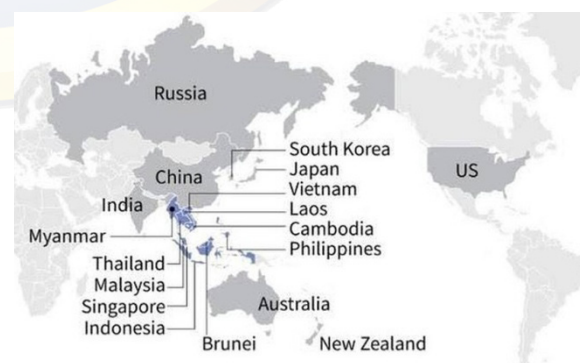 Russia
South Korea
Japan
China
Vietnam
US
India
Laos
Cambodia
Myanmar
Philippines
Thailand
Malaysia
Singapore
Australia
Indonesia
Brunei
New Zealand